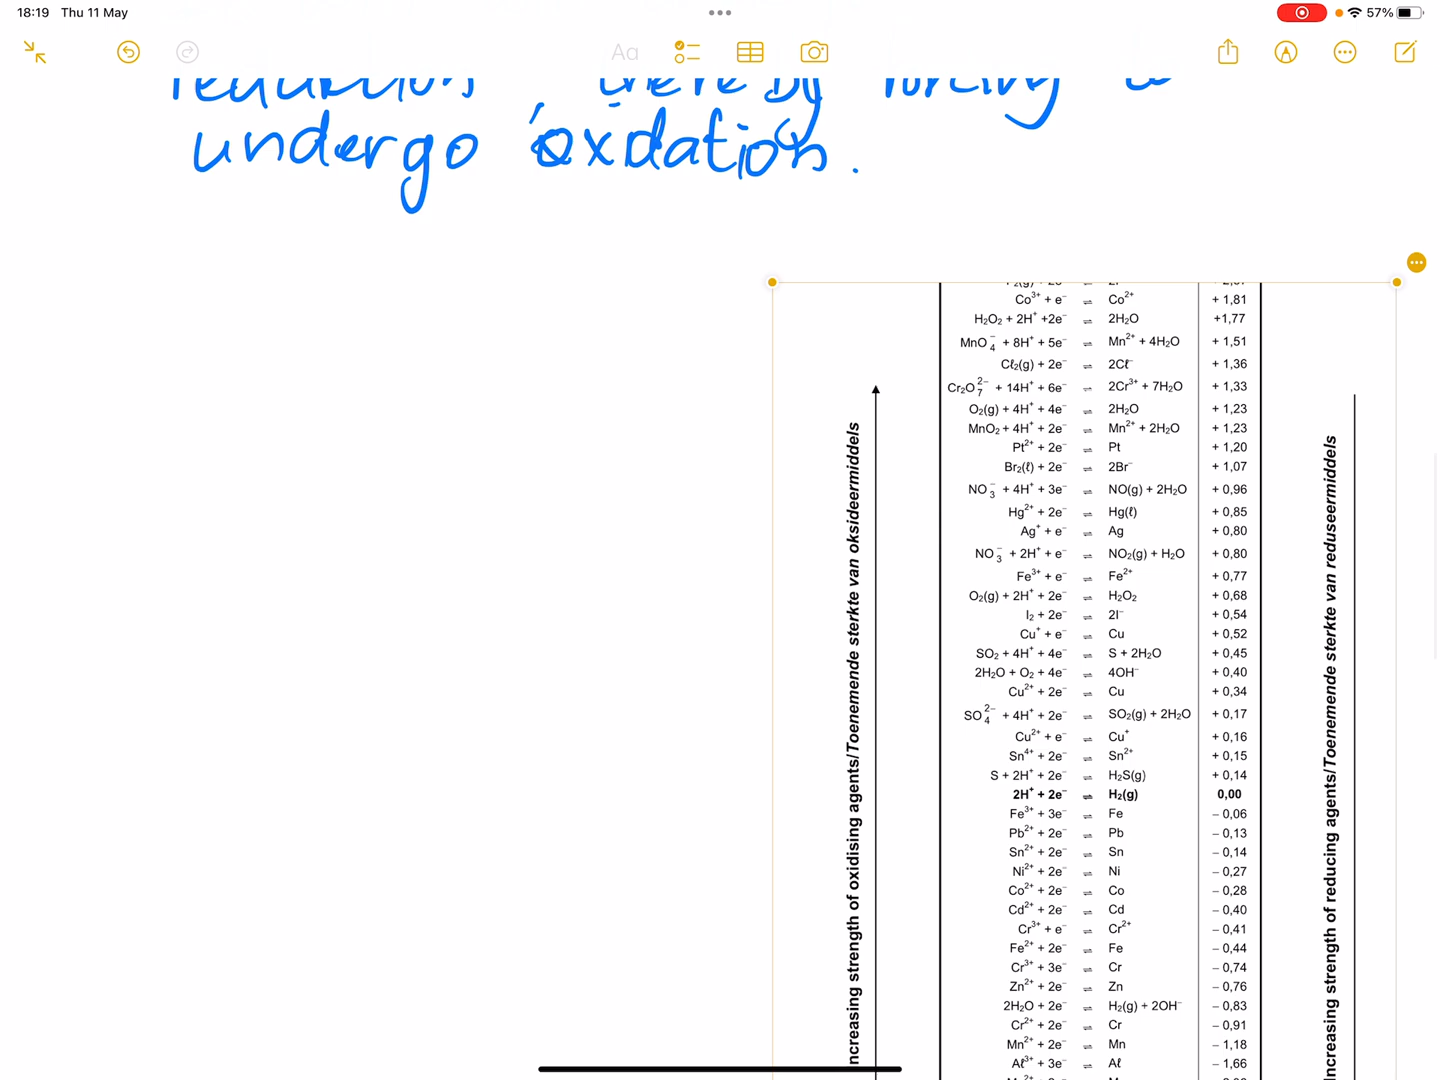 18:19 Thu 11 May
57%
Aa
thereby forcing
undergo oxdation.
Co³⁺ + e⁻ ⇌ Co²⁺ + 1,81
H₂O₂ + 2H⁺ +2e⁻ ⇌ 2H₂O +1,77
MnO₄⁻ + 8H⁺ + 5e⁻ ⇌ Mn²⁺ + 4H₂O + 1,51
Cℓ₂(g) + 2e⁻ ⇌ 2Cℓ⁻ + 1,36
Cr₂O₇²⁻ + 14H⁺ + 6e⁻ ⇌ 2Cr³⁺ + 7H₂O + 1,33
O₂(g) + 4H⁺ + 4e⁻ ⇌ 2H₂O + 1,23
MnO₂ + 4H⁺ + 2e⁻ ⇌ Mn²⁺ + 2H₂O + 1,23
Pt²⁺ + 2e⁻ ⇌ Pt + 1,20
Br₂(ℓ) + 2e⁻ ⇌ 2Br⁻ + 1,07
NO₃⁻ + 4H⁺ + 3e⁻ ⇌ NO(g) + 2H₂O + 0,96
Hg²⁺ + 2e⁻ ⇌ Hg(ℓ) + 0,85
Ag⁺ + e⁻ ⇌ Ag + 0,80
NO₃⁻ + 2H⁺ + e⁻ ⇌ NO₂(g) + H₂O + 0,80
Fe³⁺ + e⁻ ⇌ Fe²⁺ + 0,77
O₂(g) + 2H⁺ + 2e⁻ ⇌ H₂O₂ + 0,68
I₂ + 2e⁻ ⇌ 2I⁻ + 0,54
Cu⁺ + e⁻ ⇌ Cu + 0,52
SO₂ + 4H⁺ + 4e⁻ ⇌ S + 2H₂O + 0,45
2H₂O + O₂ + 4e⁻ ⇌ 4OH⁻ + 0,40
Cu²⁺ + 2e⁻ ⇌ Cu + 0,34
SO₄²⁻ + 4H⁺ + 2e⁻ ⇌ SO₂(g) + 2H₂O + 0,17
Cu²⁺ + e⁻ ⇌ Cu⁺ + 0,16
Sn⁴⁺ + 2e⁻ ⇌ Sn²⁺ + 0,15
S + 2H⁺ + 2e⁻ ⇌ H₂S(g) + 0,14
2H⁺ + 2e⁻ ⇌ H₂(g) 0,00
Fe³⁺ + 3e⁻ ⇌ Fe − 0,06
Pb²⁺ + 2e⁻ ⇌ Pb − 0,13
Sn²⁺ + 2e⁻ ⇌ Sn − 0,14
Ni²⁺ + 2e⁻ ⇌ Ni − 0,27
Co²⁺ + 2e⁻ ⇌ Co − 0,28
Cd²⁺ + 2e⁻ ⇌ Cd − 0,40
Cr³⁺ + e⁻ ⇌ Cr²⁺ − 0,41
Fe²⁺ + 2e⁻ ⇌ Fe − 0,44
Cr³⁺ + 3e⁻ ⇌ Cr − 0,74
Zn²⁺ + 2e⁻ ⇌ Zn − 0,76
2H₂O + 2e⁻ ⇌ H₂(g) + 2OH⁻ − 0,83
Cr²⁺ + 2e⁻ ⇌ Cr − 0,91
Mn²⁺ + 2e⁻ ⇌ Mn − 1,18
Aℓ³⁺ + 3e⁻ ⇌ Aℓ − 1,66
ncreasing strength of oxidising agents/Toenemende sterkte van oksideermiddels
Increasing strength of reducing agents/Toenemende sterkte van reduseermiddels